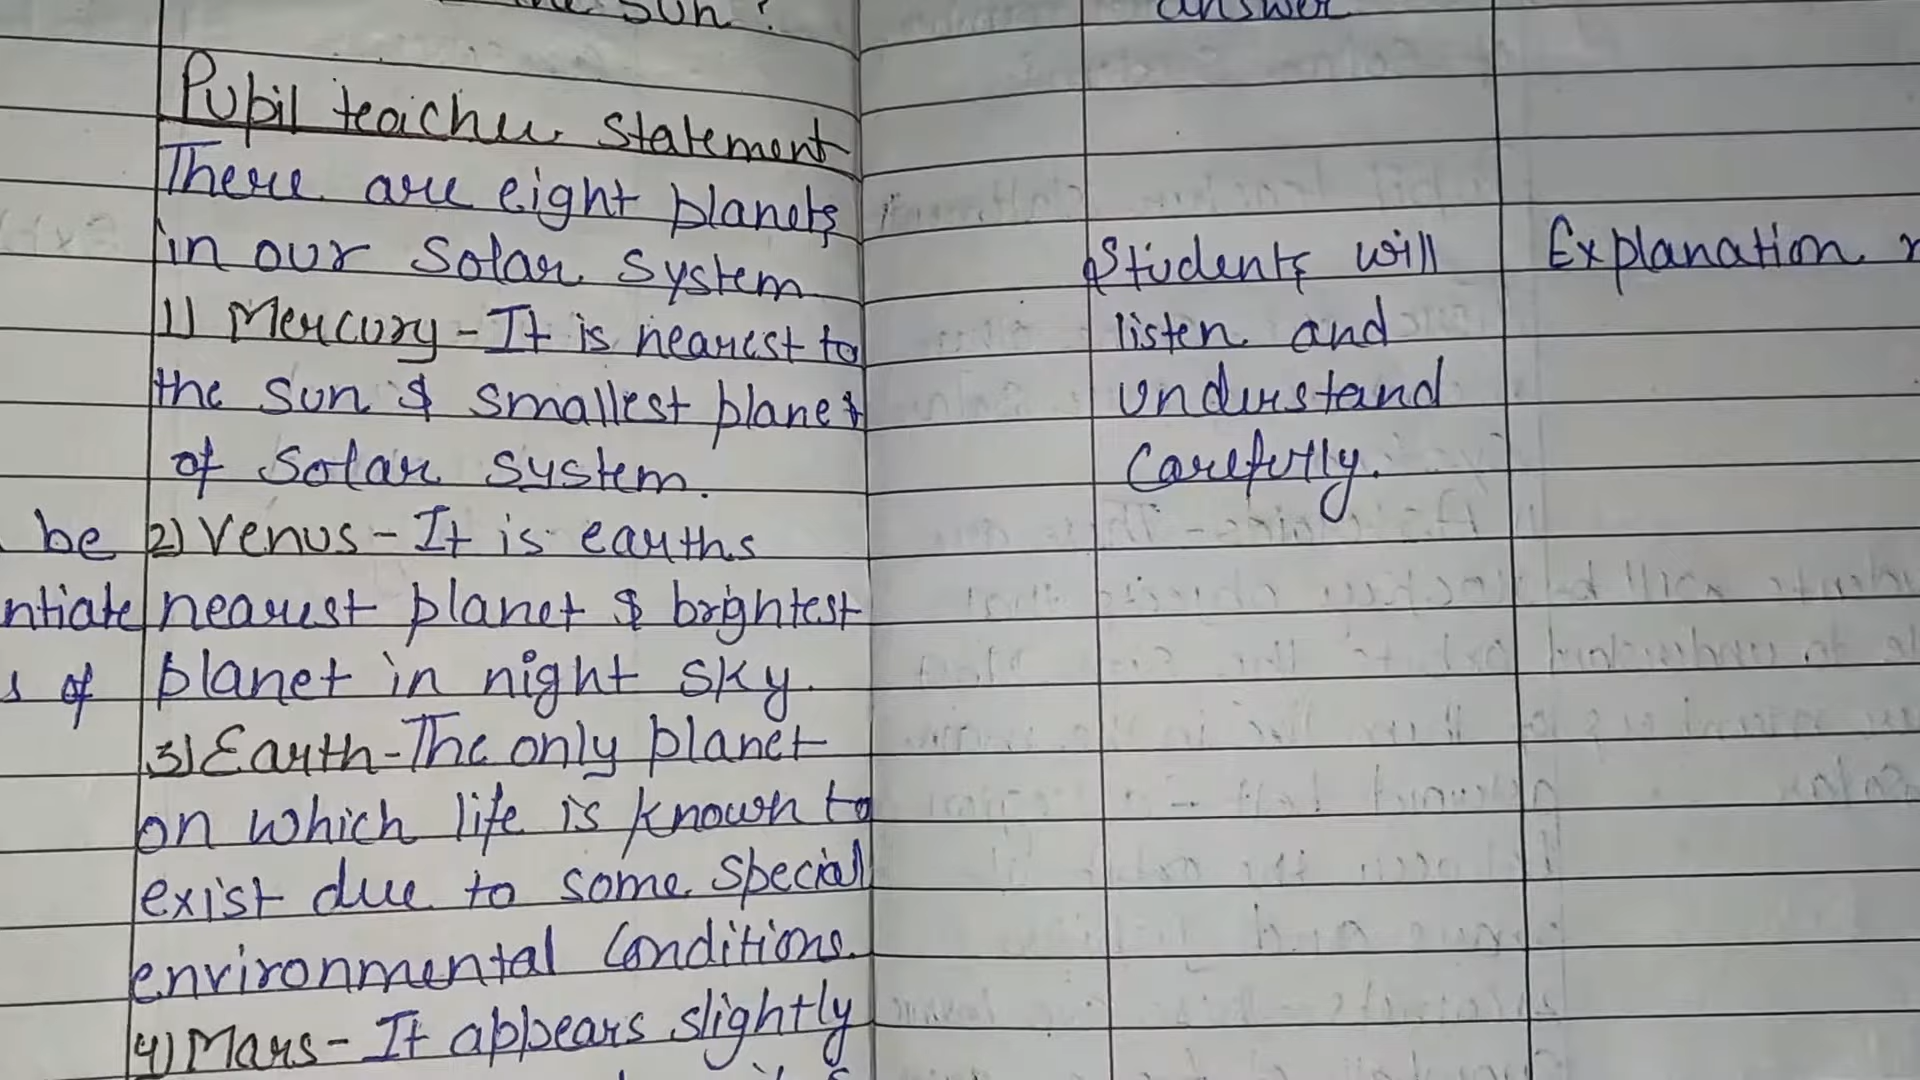 the Sun?
Pupil teacher statement
There are eight planets
in our Solar System
1) Mercury - It is nearest to
the Sun & smallest planet
of Solar System.
be
2) Venus - It is earths
ntiate
nearest planet & brightest
s of
planet in night sky.
3) Earth - The only planet
on which life is known to
exist due to some special
environmental Conditions.
4) Mars - It appears slightly
answer
Students will
listen and
understand
Carefully.
Explanation